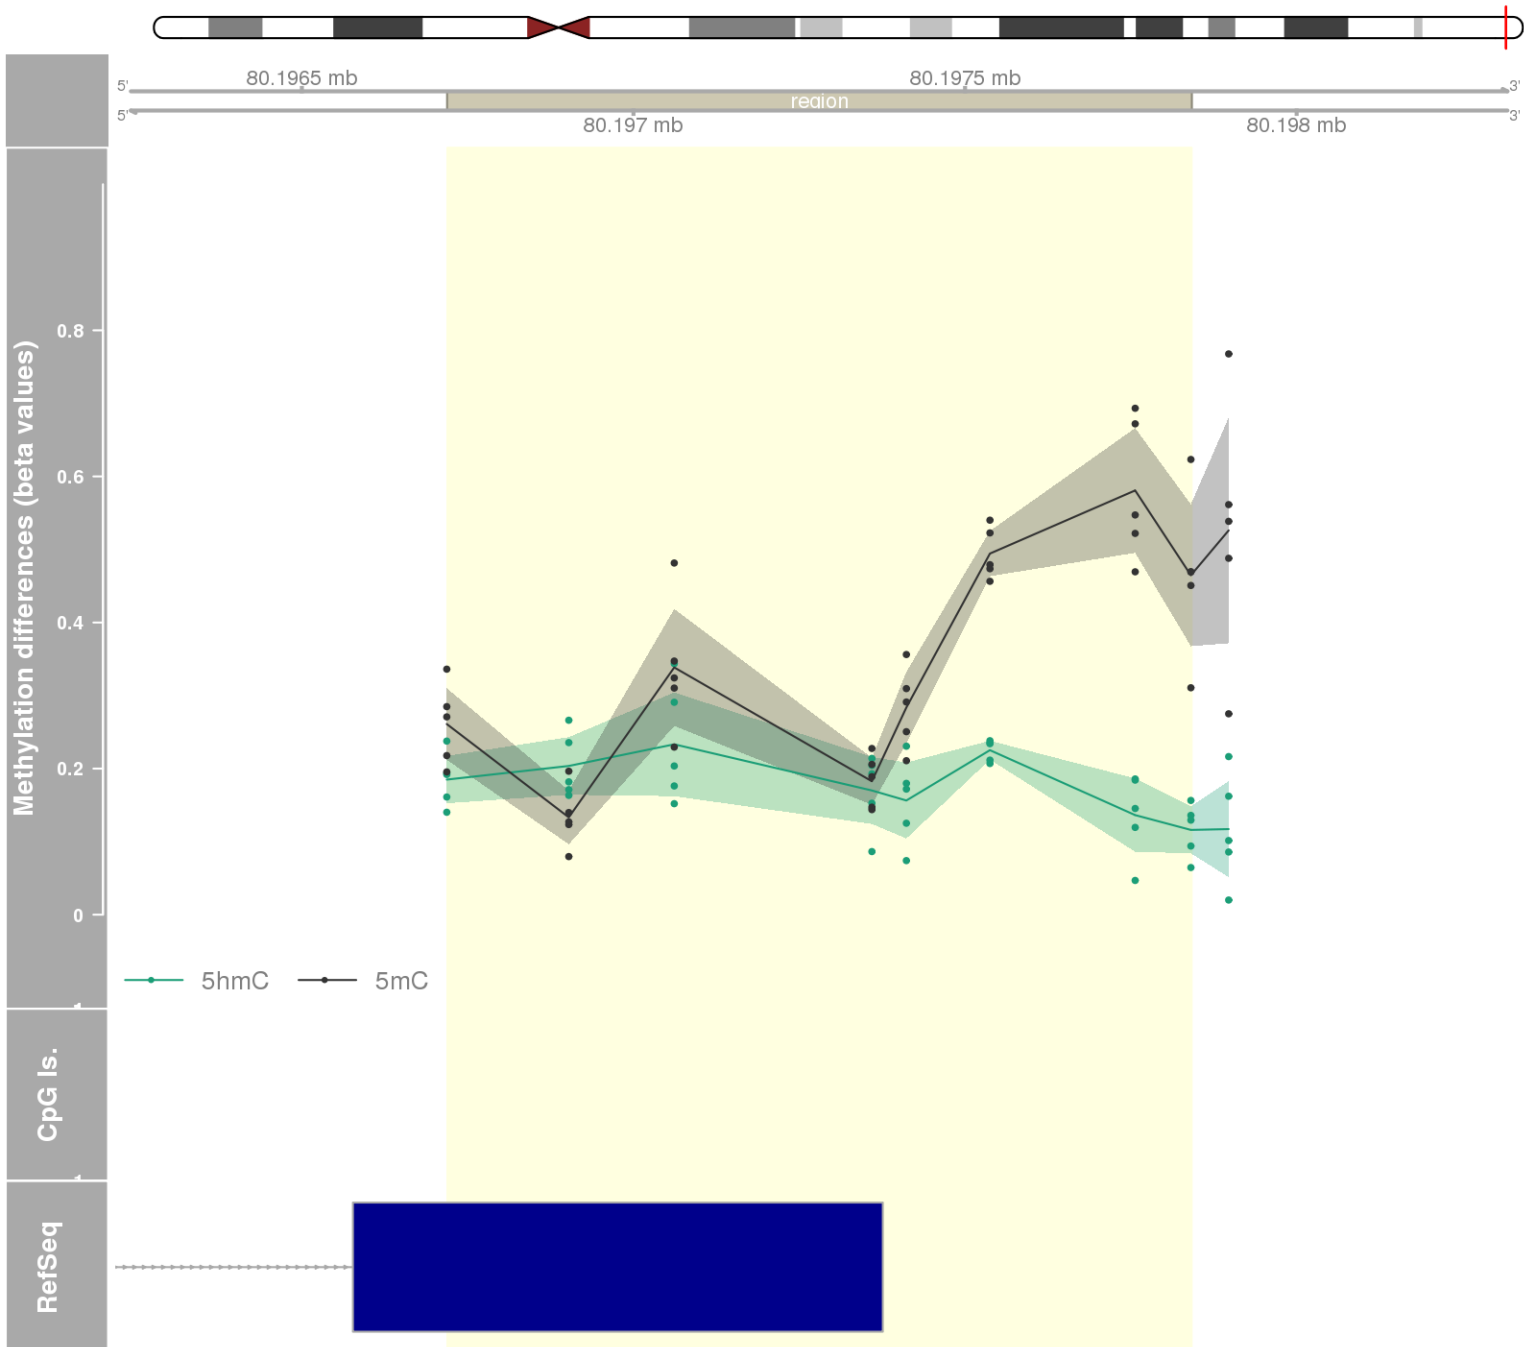 80.1965 mb
80.1975 mb
5'
3'
region
5'
3'
80.197 mb
80.198 mb
Methylation differences (beta values)
0.8
0.6
0.4
0.2
0
5hmC
5mC
CpG Is.
RefSeq